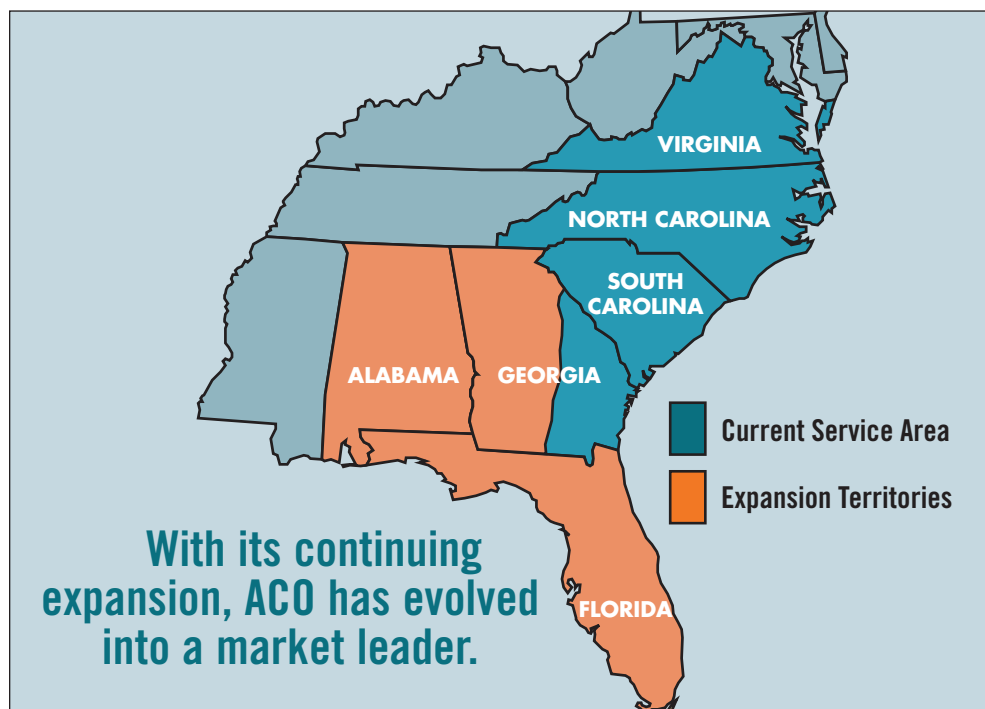 VIRGINIA
NORTH CAROLINA
SOUTH
CAROLINA
ALABAMA
GEORGIA
Current Service Area
Expansion Territories
With its continuing
expansion, ACO has evolved
into a market leader.
FLORIDA